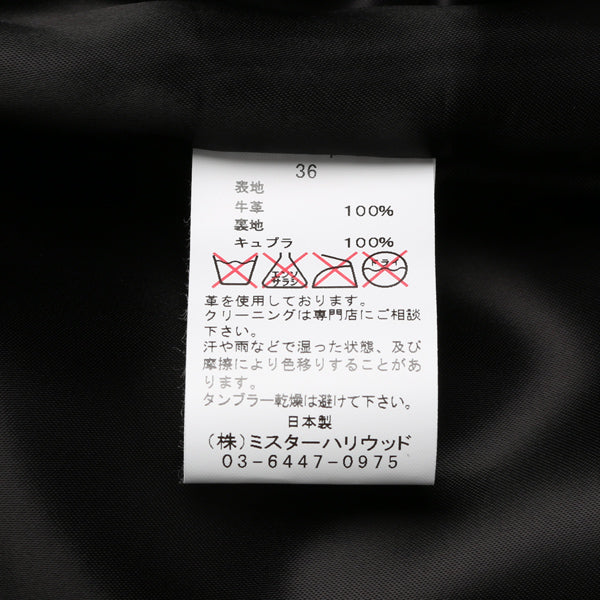 36
表地
牛革 100%
裏地
キュプラ 100%
エンソ サラシ ドライ
革を使用しております。
クリーニングは専門店にご相談
下さい。
汗や雨などで湿った状態、及び
摩擦により色移りすることがあ
ります。
タンブラー乾燥は避けて下さい。
日本製
(株)ミスターハリウッド
03-6447-0975